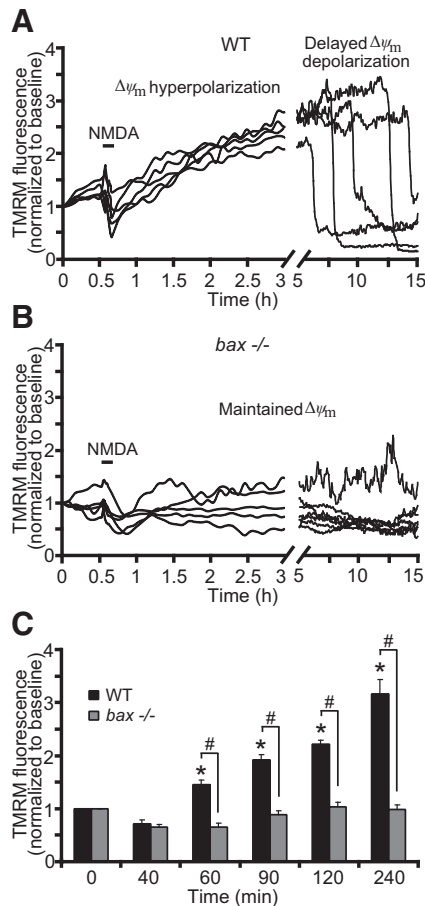 A
WT
Delayed Δψm
depolarization
Δψm hyperpolarization
NMDA
TMRM fluorescence
(normalized to baseline)
4
3
2
1
0
0 0.5 1 1.5 2 2.5 3 5 10 15
Time (h)
B
bax -/-
Maintained Δψm
NMDA
TMRM fluorescence
(normalized to baseline)
4
3
2
1
0
0 0.5 1 1.5 2 2.5 3 5 10 15
Time (h)
C
WT
bax -/-
TMRM fluorescence
(normalized to baseline)
4
3
2
1
0
* # * # * # * #
0 40 60 90 120 240
Time (min)